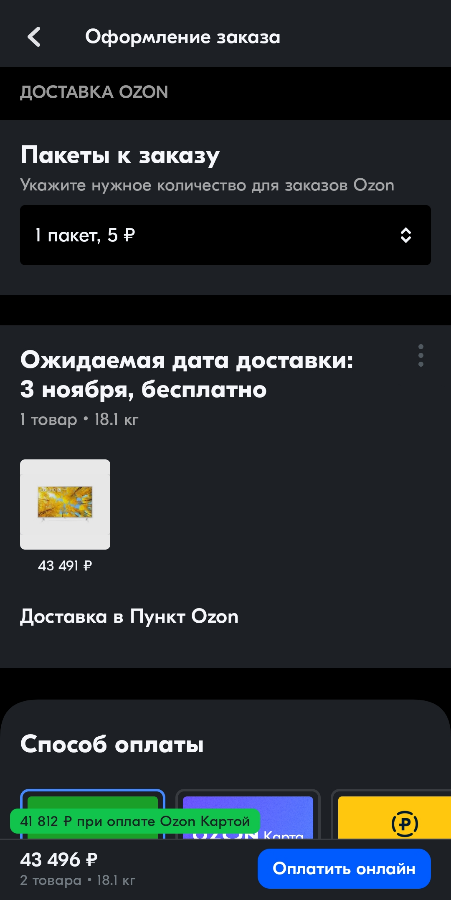 Оформление заказа
ДОСТАВКА OZON
Пакеты к заказу
Укажите нужное количество для заказов Ozon
1 пакет, 5 ₽
Ожидаемая дата доставки:
3 ноября, бесплатно
1 товар • 18.1 кг
43 491 ₽
Доставка в Пункт Ozon
Способ оплаты
41 812 ₽ при оплате Ozon Картой
OZON Карта
43 496 ₽
2 товара • 18.1 кг
Оплатить онлайн